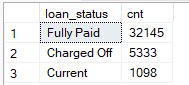 loan_status cnt
1 Fully Paid 32145
2 Charged Off 5333
3 Current 1098